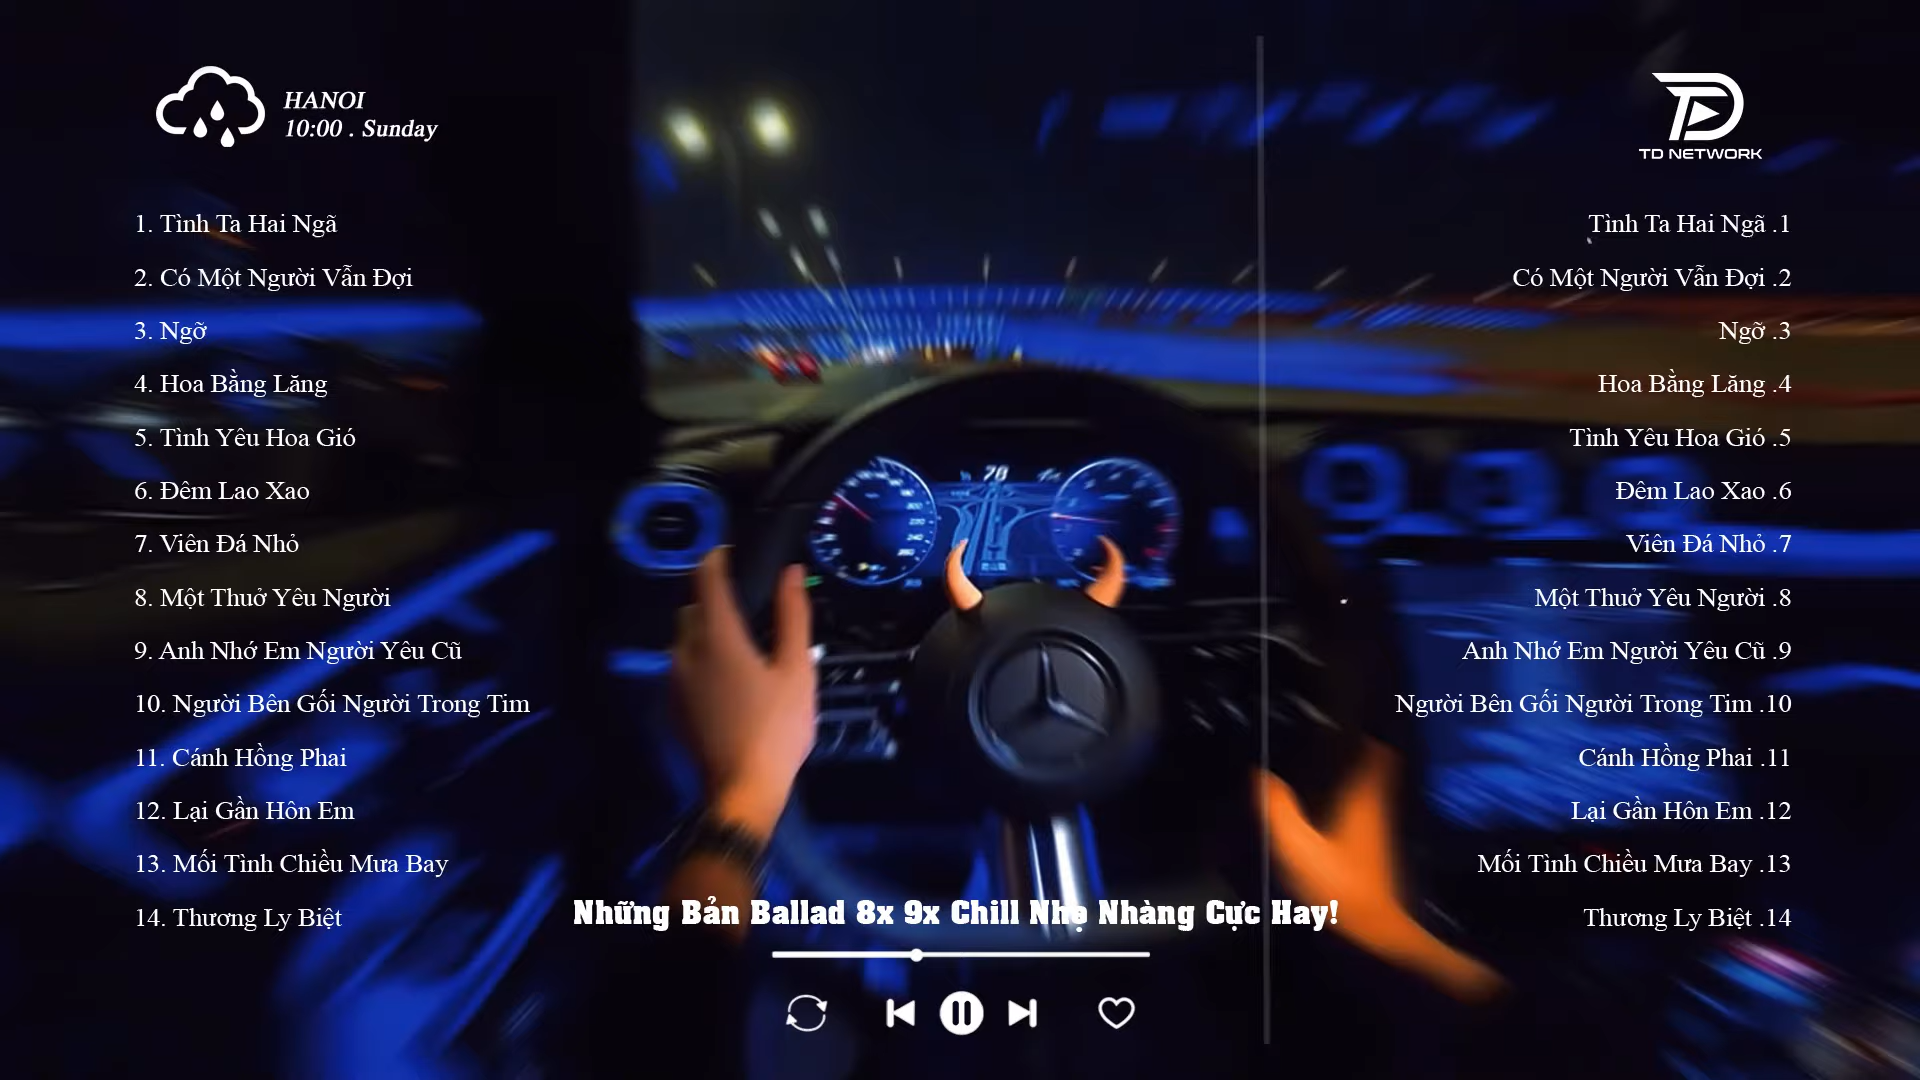 HANOI
10:00 . Sunday
TD NETWORK
1. Tình Ta Hai Ngã
2. Có Một Người Vẫn Đợi
3. Ngỡ
4. Hoa Bằng Lăng
5. Tình Yêu Hoa Gió
6. Đêm Lao Xao
7. Viên Đá Nhỏ
8. Một Thuở Yêu Người
9. Anh Nhớ Em Người Yêu Cũ
10. Người Bên Gối Người Trong Tim
11. Cánh Hồng Phai
12. Lại Gần Hôn Em
13. Mối Tình Chiều Mưa Bay
14. Thương Ly Biệt
Tình Ta Hai Ngã .1
Có Một Người Vẫn Đợi .2
Ngỡ .3
Hoa Bằng Lăng .4
Tình Yêu Hoa Gió .5
Đêm Lao Xao .6
Viên Đá Nhỏ .7
Một Thuở Yêu Người .8
Anh Nhớ Em Người Yêu Cũ .9
Người Bên Gối Người Trong Tim .10
Cánh Hồng Phai .11
Lại Gần Hôn Em .12
Mối Tình Chiều Mưa Bay .13
Thương Ly Biệt .14
78
Những Bản Ballad 8x 9x Chill Nhẹ Nhàng Cực Hay!